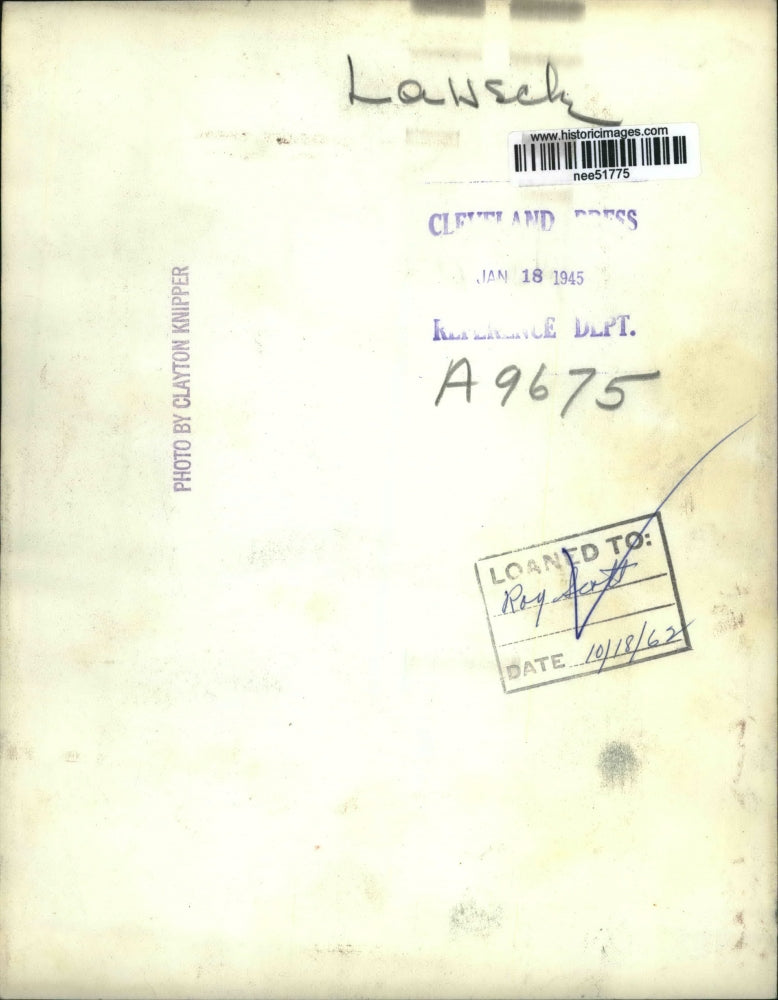 Lausche
www.historicimages.com
nee51775
CLEVELAND PRESS
JAN 18 1945
REFERENCE DEPT.
A9675
PHOTO BY CLAYTON KNIPPER
LOANED TO:
Roy Scott
DATE 10/18/62